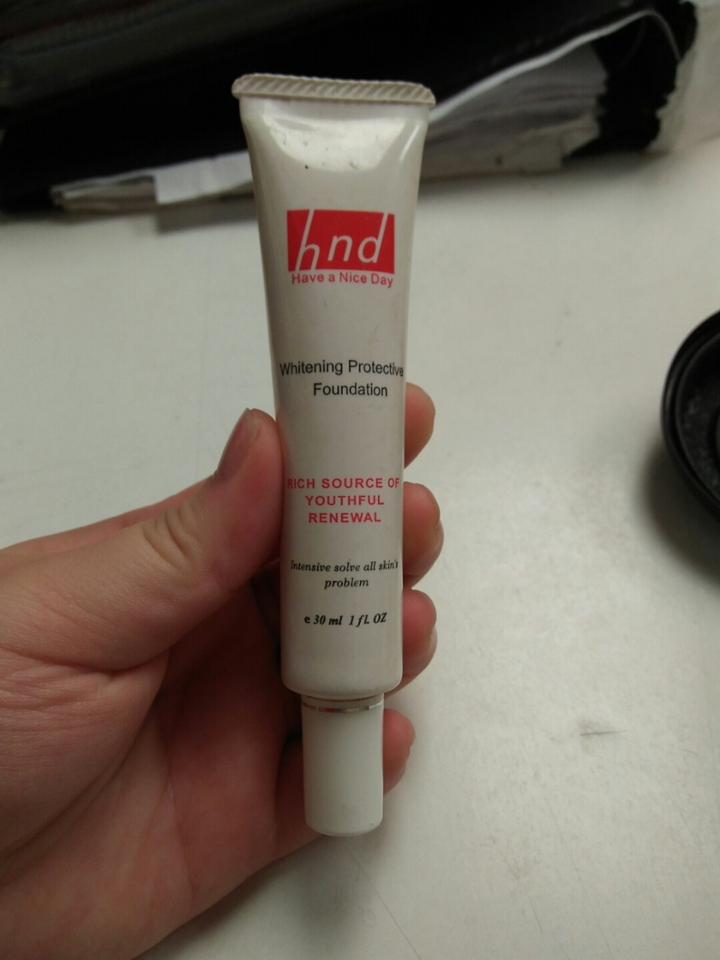 hnd
Have a Nice Day
Whitening Protective
Foundation
RICH SOURCE OF
YOUTHFUL
RENEWAL
Intensive solve all skin's
problem
e 30 ml 1 fl. OZ